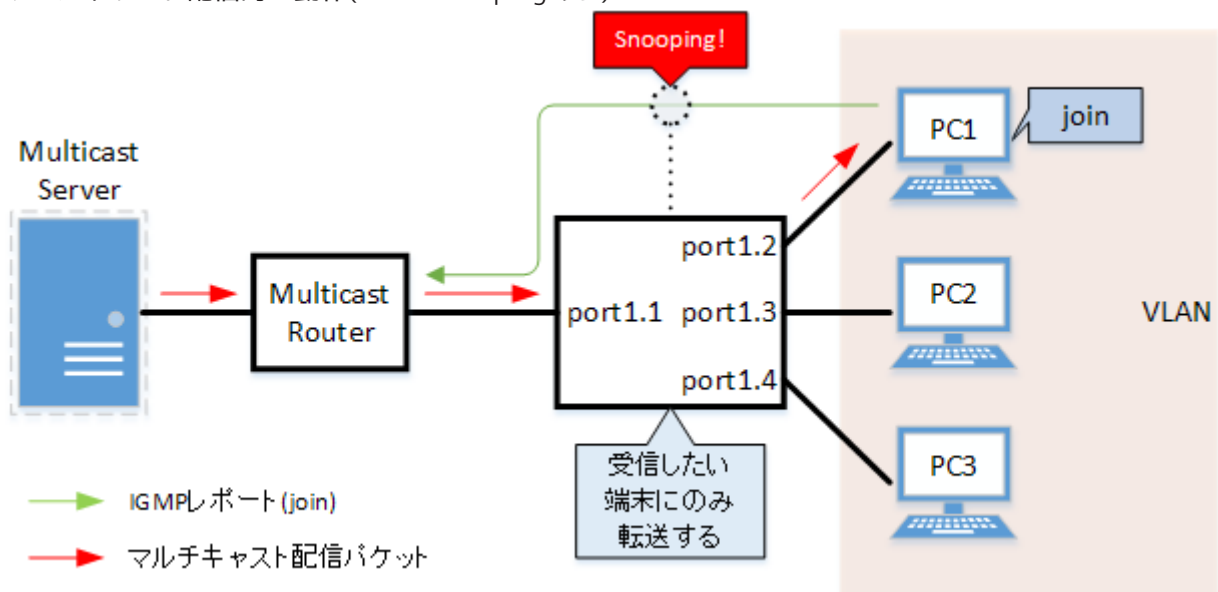 Snooping!
PC1
join
Multicast
Server
port1.2
Multicast
Router
port1.1
port1.3
PC2
VLAN
port1.4
受信したい
端末にのみ
転送する
PC3
IGMPレポート(join)
マルチキャスト配信パケット